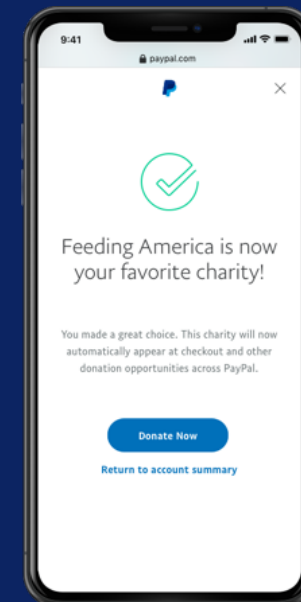 9:41
paypal.com
Feeding America is now
your favorite charity!
You made a great choice. This charity will now
automatically appear at checkout and other
donation opportunities across PayPal.
Donate Now
Return to account summary